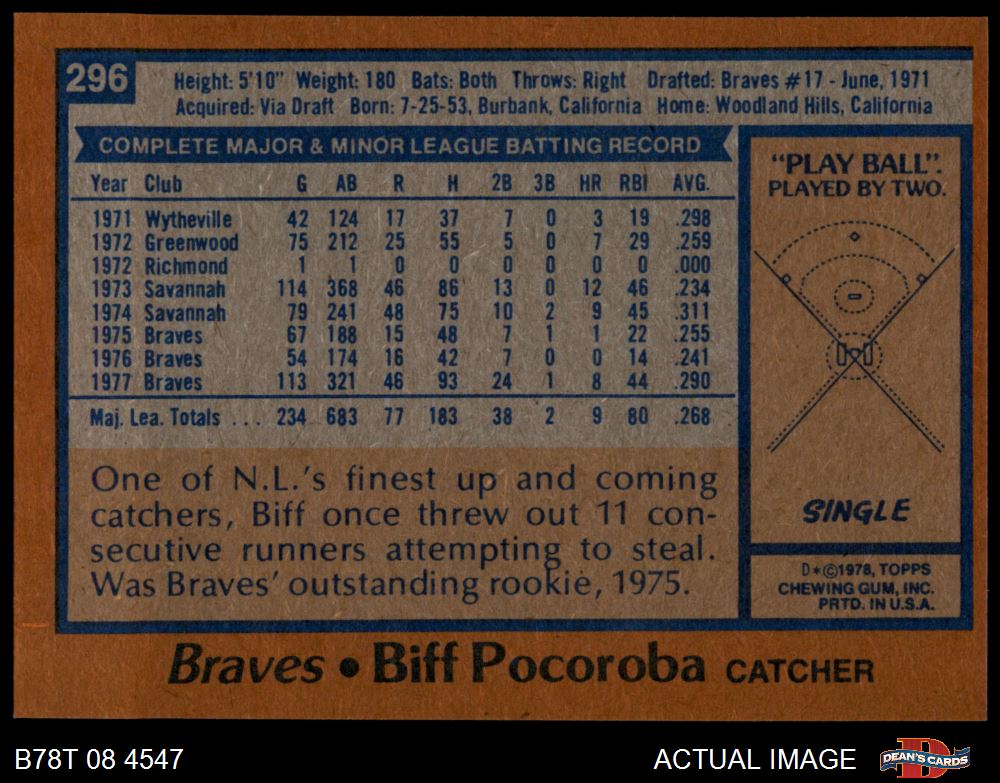 296
Height: 5'10" Weight: 180 Bats: Both Throws: Right Drafted: Braves #17 - June, 1971
Acquired: Via Draft Born: 7-25-53, Burbank, California Home: Woodland Hills, California
COMPLETE MAJOR & MINOR LEAGUE BATTING RECORD
Year Club G AB R H 2B 3B HR RBI AVG.
1971 Wytheville 42 124 17 37 7 0 3 19 .298
1972 Greenwood 75 212 25 55 5 0 7 29 .259
1972 Richmond 1 1 0 0 0 0 0 0 .000
1973 Savannah 114 368 46 86 13 0 12 46 .234
1974 Savannah 79 241 48 75 10 2 9 45 .311
1975 Braves 67 188 15 48 7 1 1 22 .255
1976 Braves 54 174 16 42 7 0 0 14 .241
1977 Braves 113 321 46 93 24 1 8 44 .290
Maj. Lea. Totals ... 234 683 77 183 38 2 9 80 .268
One of N.L.'s finest up and coming
catchers, Biff once threw out 11 con-
secutive runners attempting to steal.
Was Braves' outstanding rookie, 1975.
"PLAY BALL".
PLAYED BY TWO.
SINGLE
D*©1978, TOPPS
CHEWING GUM, INC.
PRTD. IN U.S.A.
Braves • Biff Pocoroba CATCHER
B78T 08 4547
ACTUAL IMAGE
D
DEAN'S CARDS